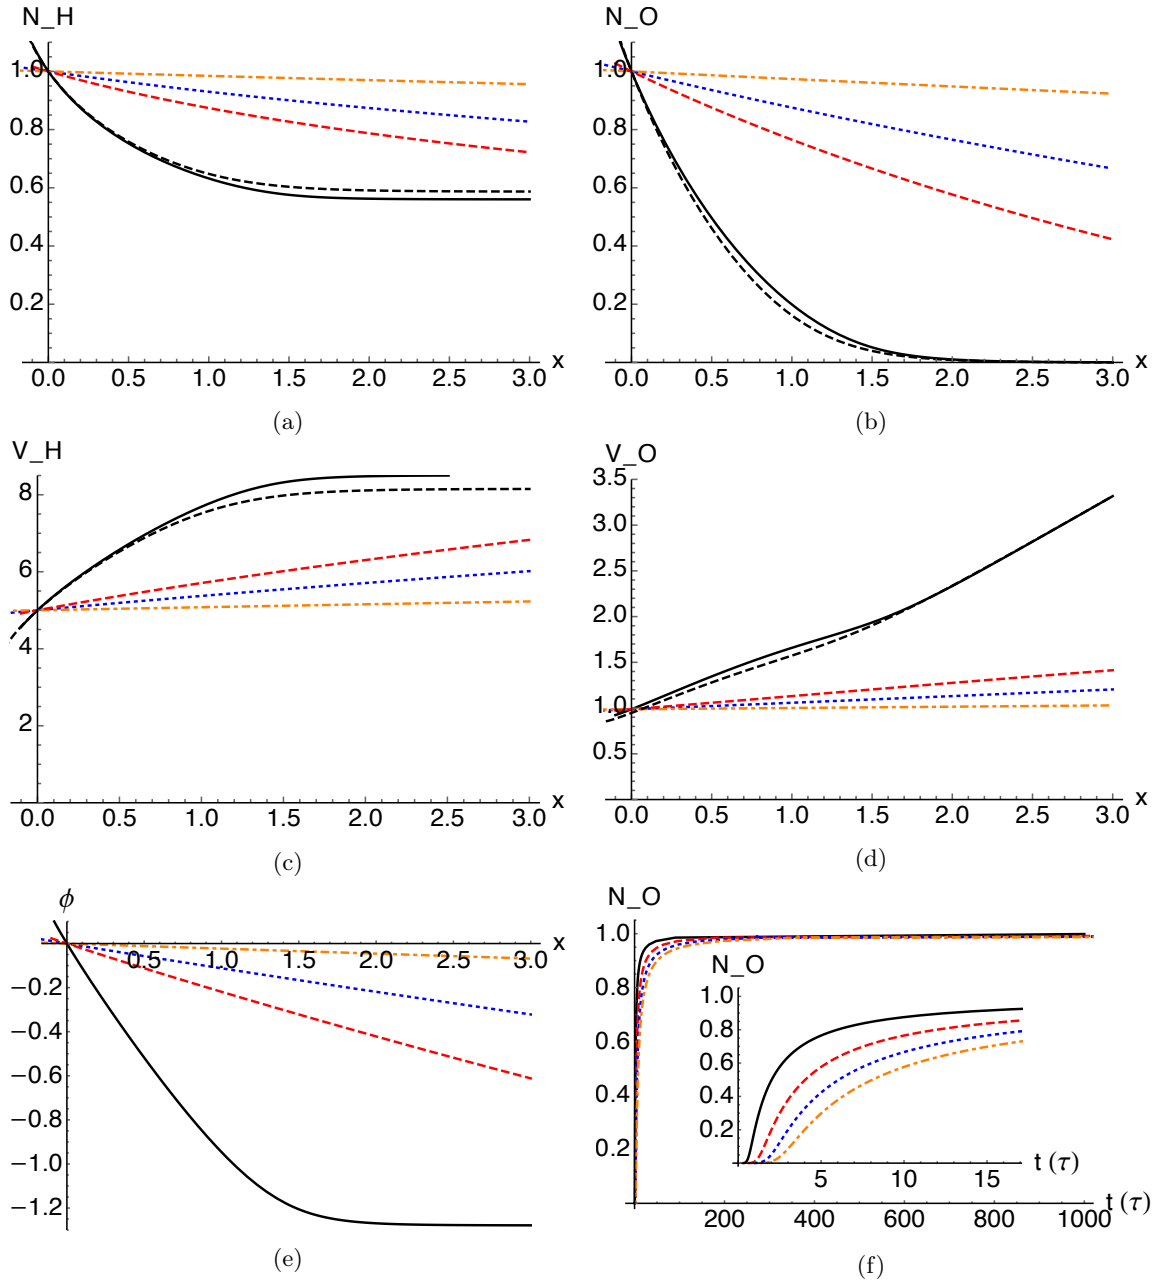 N_H
1.0
0.8
0.6
0.4
0.2
0.0 0.5 1.0 1.5 2.0 2.5 3.0 x
(a)
N_O
1.0
0.8
0.6
0.4
0.2
0.0 0.5 1.0 1.5 2.0 2.5 3.0 x
(b)
V_H
8
6
4
2
0.0 0.5 1.0 1.5 2.0 2.5 3.0 x
(c)
V_O
3.5
3.0
2.5
2.0
1.5
1.0
0.5
0.0 0.5 1.0 1.5 2.0 2.5 3.0 x
(d)
ϕ
0.5 1.0 1.5 2.0 2.5 3.0 x
−0.2
−0.4
−0.6
−0.8
−1.0
−1.2
(e)
N_O
1.0
0.8
0.6
0.4
0.2
200 400 600 800 1000 t (τ)
N_O
1.0
0.8
0.6
0.4
0.2
5 10 15 t (τ)
(f)